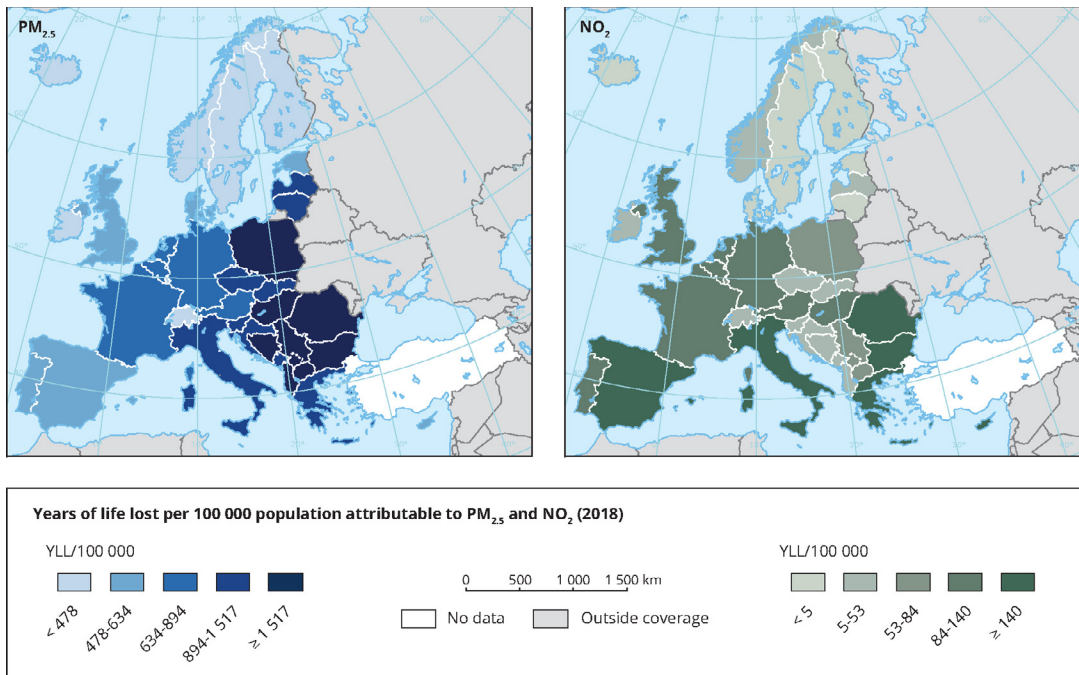 PM2.5
NO2
Years of life lost per 100 000 population attributable to PM2.5 and NO2 (2018)
YLL/100 000
< 478
478-634
634-894
894-1 517
≥ 1 517
0 500 1 000 1 500 km
No data
Outside coverage
YLL/100 000
< 5
5-53
53-84
84-140
≥ 140